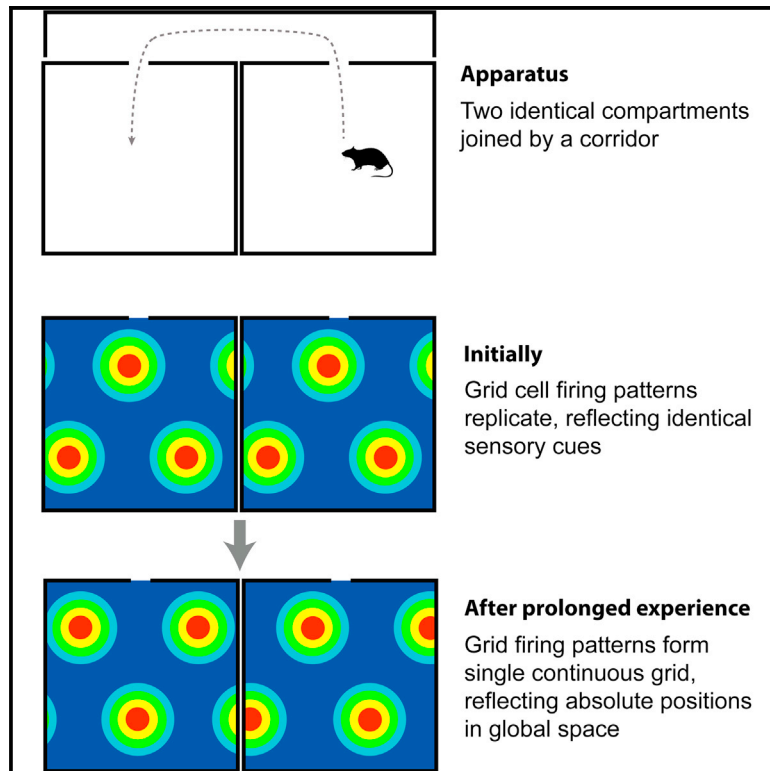 Apparatus
Two identical compartments
joined by a corridor
Initially
Grid cell firing patterns
replicate, reflecting identical
sensory cues
After prolonged experience
Grid firing patterns form
single continuous grid,
reflecting absolute positions
in global space